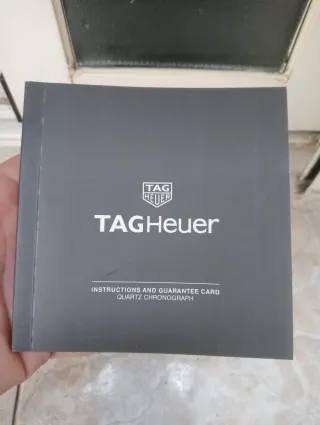 TAG
HEUER
TAGHeuer
INSTRUCTIONS AND GUARANTEE CARD
QUARTZ CHRONOGRAPH